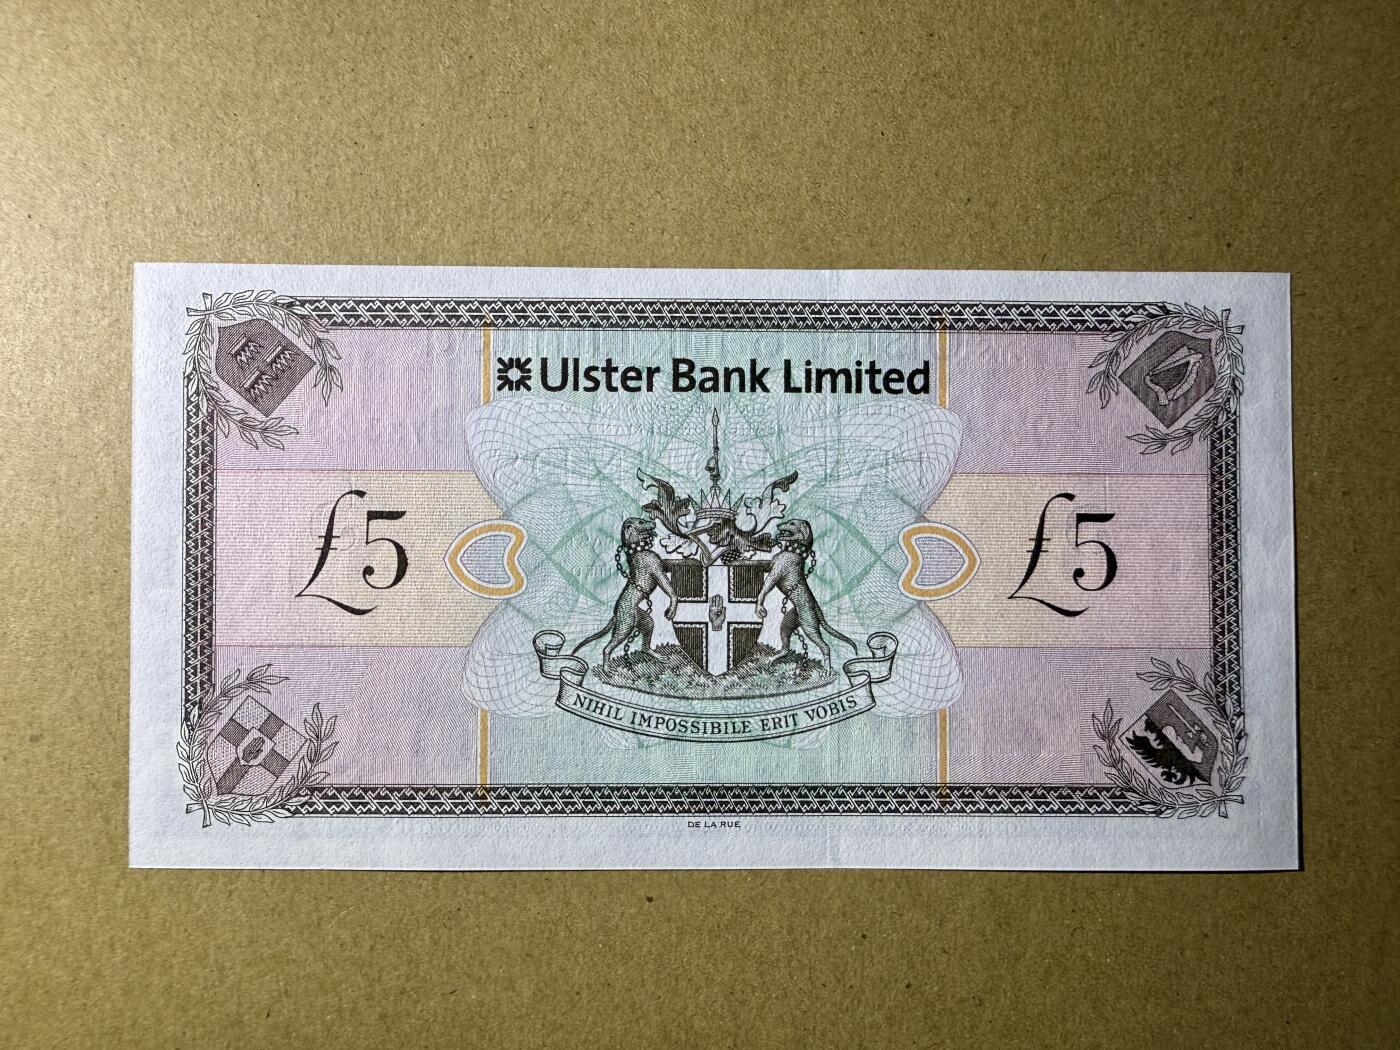 Ulster Bank Limited
£5 £5
NIHIL IMPOSSIBILE ERIT VOBIS
DE LA RUE